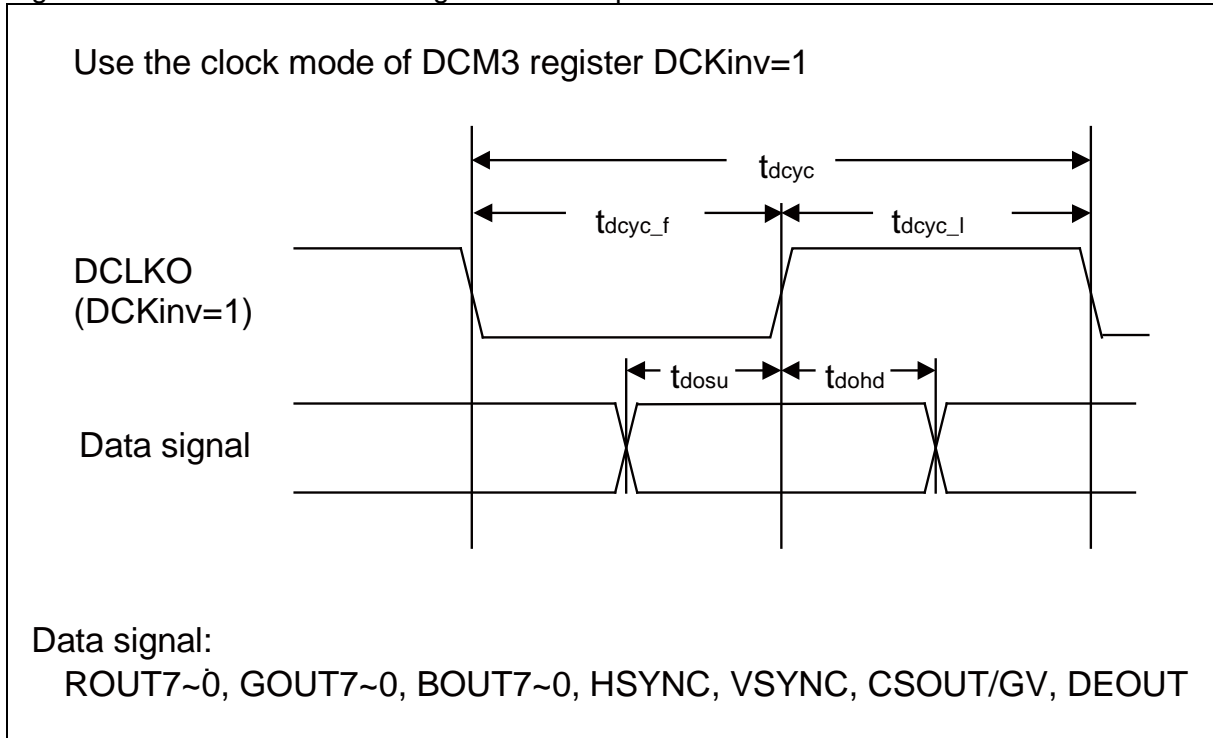 Use the clock mode of DCM3 register DCKinv=1
tdcyc
tdcyc_f
tdcyc_l
DCLKO
(DCKinv=1)
tdosu
tdohd
Data signal
Data signal:
ROUT7~0, GOUT7~0, BOUT7~0, HSYNC, VSYNC, CSOUT/GV, DEOUT